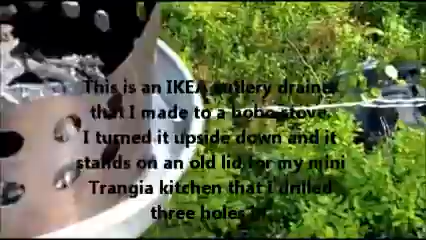 This is an IKEA cutlery drainer
that I made to a hobo stove.
I turned it upside down and it
stands on an old lid for my mini
Trangia kitchen that I drilled
three holes in.